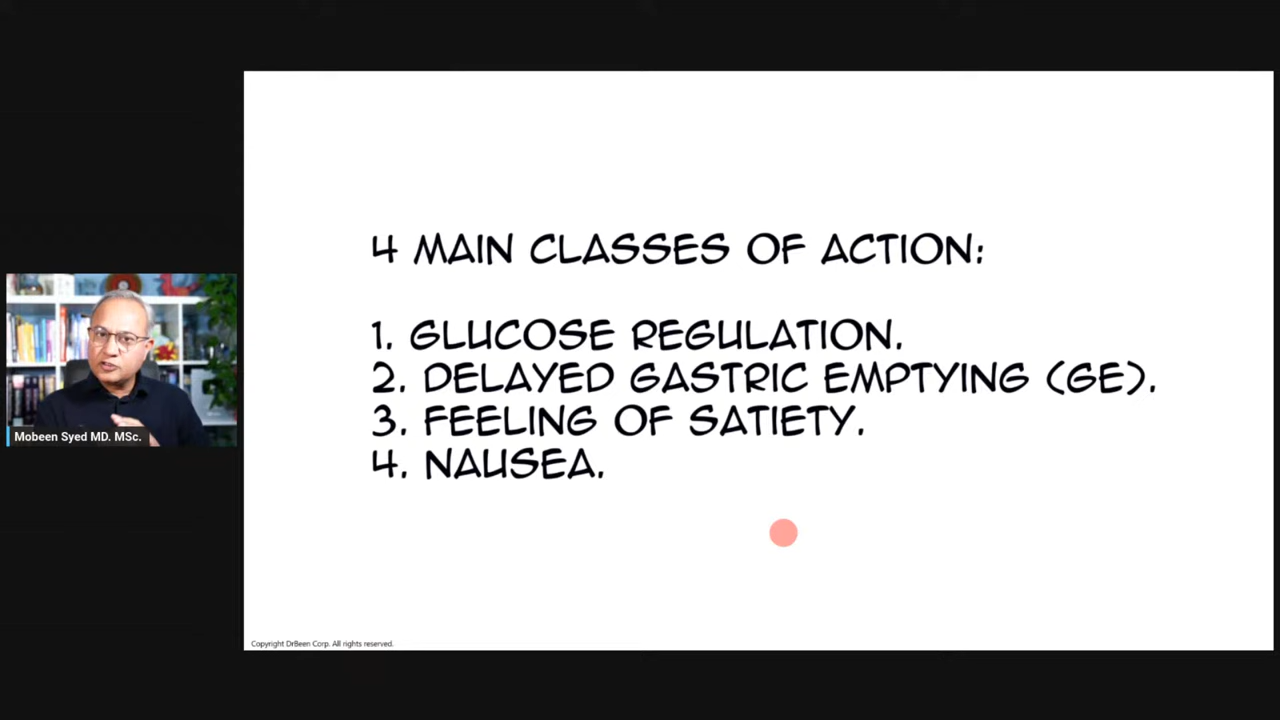 4 MAIN CLASSES OF ACTION:
1. GLUCOSE REGULATION.
2. DELAYED GASTRIC EMPTYING (GE).
3. FEELING OF SATIETY.
4. NAUSEA.
Mobeen Syed MD. MSc.
Copyright DrBeen Corp. All rights reserved.